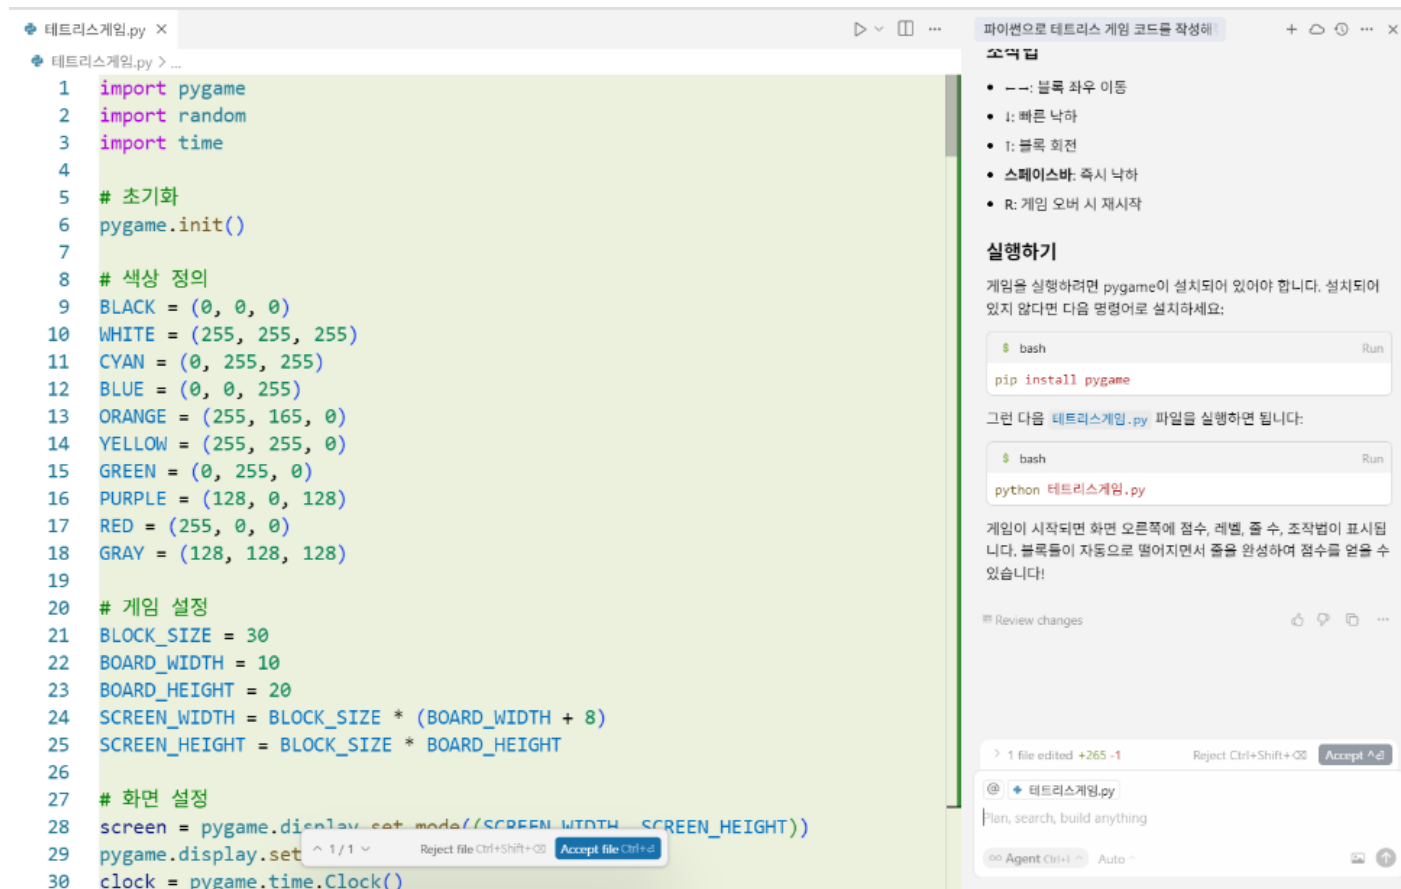 테트리스게임.py
테트리스게임.py > ...
1 import pygame
2 import random
3 import time
4
5 # 초기화
6 pygame.init()
7
8 # 색상 정의
9 BLACK = (0, 0, 0)
10 WHITE = (255, 255, 255)
11 CYAN = (0, 255, 255)
12 BLUE = (0, 0, 255)
13 ORANGE = (255, 165, 0)
14 YELLOW = (255, 255, 0)
15 GREEN = (0, 255, 0)
16 PURPLE = (128, 0, 128)
17 RED = (255, 0, 0)
18 GRAY = (128, 128, 128)
19
20 # 게임 설정
21 BLOCK_SIZE = 30
22 BOARD_WIDTH = 10
23 BOARD_HEIGHT = 20
24 SCREEN_WIDTH = BLOCK_SIZE * (BOARD_WIDTH + 8)
25 SCREEN_HEIGHT = BLOCK_SIZE * BOARD_HEIGHT
26
27 # 화면 설정
28 screen = pygame.display.set_mode((SCREEN_WIDTH, SCREEN_HEIGHT))
29 pygame.display.set
30 clock = pygame.time.Clock()
1 / 1
Reject file Ctrl+Shift+⌫
Accept file Ctrl+⏎
파이썬으로 테트리스 게임 코드를 작성해
조작법
• ←→: 블록 좌우 이동
• ↓: 빠른 낙하
• ↑: 블록 회전
• 스페이스바: 즉시 낙하
• R: 게임 오버 시 재시작
실행하기
게임을 실행하려면 pygame이 설치되어 있어야 합니다. 설치되어
있지 않다면 다음 명령어로 설치하세요:
$ bash Run
pip install pygame
그런 다음 테트리스게임.py 파일을 실행하면 됩니다:
$ bash Run
python 테트리스게임.py
게임이 시작되면 화면 오른쪽에 점수, 레벨, 줄 수, 조작법이 표시됩
니다. 블록들이 자동으로 떨어지면서 줄을 완성하여 점수를 얻을 수
있습니다!
Review changes
> 1 file edited +265 -1 Reject Ctrl+Shift+⌫ Accept ^⏎
@ 테트리스게임.py
Plan, search, build anything
∞ Agent Ctrl+I Auto